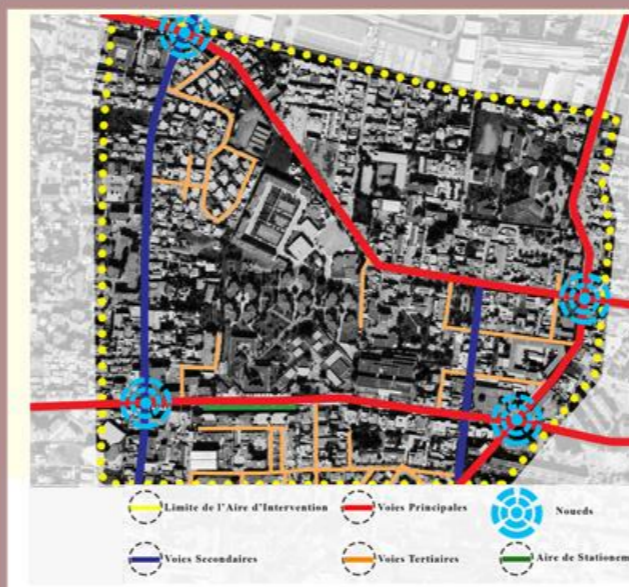 Limite de l'Aire d'Intervention
Voies Principales
Noueds
Voies Secondaires
Voies Tertiaires
Aire de Stationem